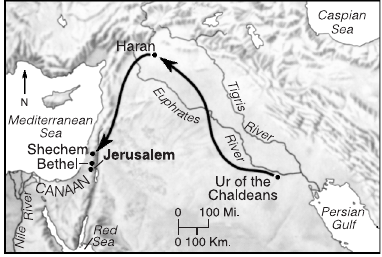 Caspian
Sea
Haran
N
Tigris
River
Euphrates
River
Mediterranean
Sea
Shechem
Bethel
Jerusalem
CANAAN
Ur of the
Chaldeans
Nile River
Red
Sea
0 100 Mi.
0 100 Km.
Persian
Gulf